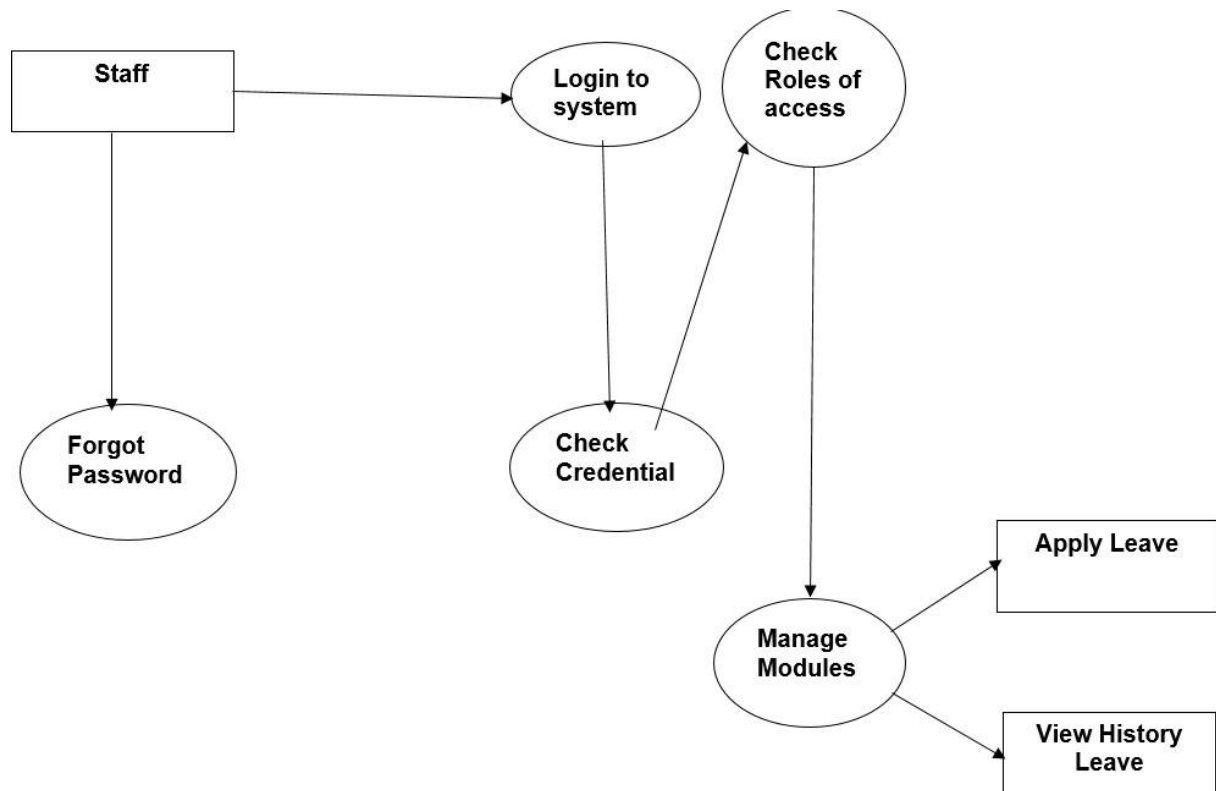 Staff
Login to
system
Check
Roles of
access
Forgot
Password
Check
Credential
Apply Leave
Manage
Modules
View History
Leave